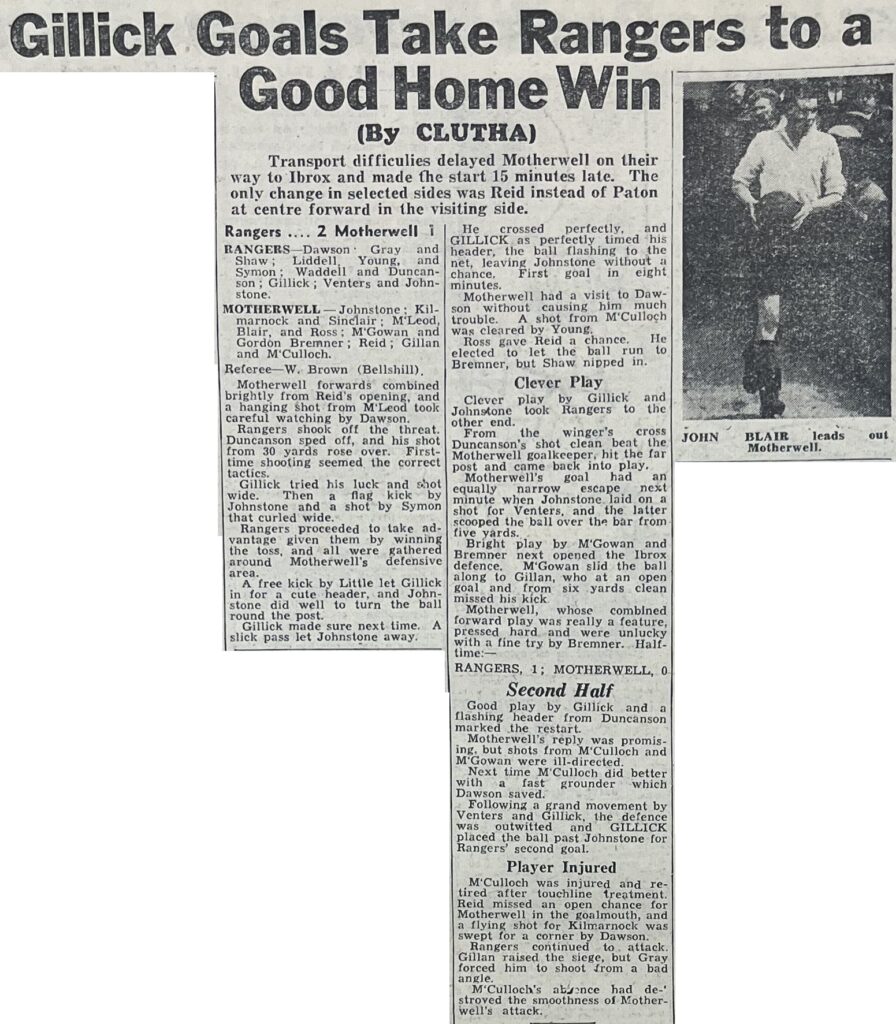 Gillick Goals Take Rangers to a
Good Home Win
(By CLUTHA)
Transport difficulies delayed Motherwell on their
way to Ibrox and made the start 15 minutes late. The
only change in selected sides was Reid instead of Paton
at centre forward in the visiting side.
Rangers .... 2 Motherwell 1
RANGERS—Dawson; Gray and
Shaw; Liddell, Young, and
Symon; Waddell and Duncan-
son; Gillick; Venters and John-
stone.
MOTHERWELL—Johnstone; Kil-
marnock and Sinclair; M'Leod,
Blair, and Ross; M'Gowan and
Gordon Bremner; Reid; Gillan
and M'Culloch.
Referee—W. Brown (Bellshill).
Motherwell forwards combined
brightly from Reid's opening, and
a hanging shot from M'Leod took
careful watching by Dawson.
Rangers shook off the threat.
Duncanson sped off, and his shot
from 30 yards rose over. First-
time shooting seemed the correct
tactics.
Gillick tried his luck and shot
wide. Then a flag kick by
Johnstone and a shot by Symon
that curled wide.
Rangers proceeded to take ad-
vantage given them by winning
the toss, and all were gathered
around Motherwell's defensive
area.
A free kick by Little let Gillick
in for a cute header, and John-
stone did well to turn the ball
round the post.
Gillick made sure next time. A
slick pass let Johnstone away.
He crossed perfectly, and
GILLICK as perfectly timed his
header, the ball flashing to the
net, leaving Johnstone without a
chance. First goal in eight
minutes.
Motherwell had a visit to Daw-
son without causing him much
trouble. A shot from M'Culloch
was cleared by Young.
Ross gave Reid a chance. He
elected to let the ball run to
Bremner, but Shaw nipped in.
Clever Play
Clever play by Gillick and
Johnstone took Rangers to the
other end.
From the winger's cross
Duncanson's shot clean beat the
Motherwell goalkeeper, hit the far
post and came back into play.
Motherwell's goal had an
equally narrow escape next
minute when Johnstone laid on a
shot for Venters, and the latter
scooped the ball over the bar from
five yards.
Bright play by M'Gowan and
Bremner next opened the Ibrox
defence. M'Gowan slid the ball
along to Gillan, who at an open
goal and from six yards clean
missed his kick.
Motherwell, whose combined
forward play was really a feature,
pressed hard and were unlucky
with a fine try by Bremner. Half-
time:—
RANGERS, 1; MOTHERWELL, 0
Second Half
Good play by Gillick and a
flashing header from Duncanson
marked the restart.
Motherwell's reply was promis-
ing, but shots from M'Culloch and
M'Gowan were ill-directed.
Next time M'Culloch did better
with a fast grounder which
Dawson saved.
Following a grand movement by
Venters and Gillick, the defence
was outwitted and GILLICK
placed the ball past Johnstone for
Rangers' second goal.
Player Injured
M'Culloch was injured and re-
tired after touchline treatment.
Reid missed an open chance for
Motherwell in the goalmouth, and
a flying shot for Kilmarnock was
swept for a corner by Dawson.
Rangers continued to attack.
Gillan raised the siege, but Gray
forced him to shoot from a bad
angle.
M'Culloch's absence had de-
stroyed the smoothness of Mother-
well's attack.
JOHN BLAIR leads out
Motherwell.